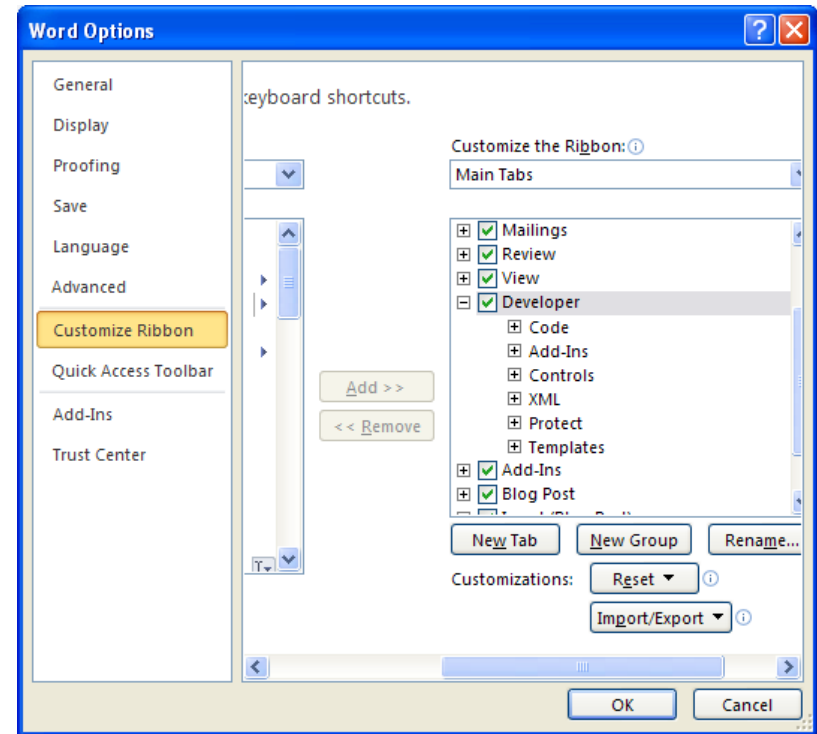 Word Options
General
Display
Proofing
Save
Language
Advanced
Customize Ribbon
Quick Access Toolbar
Add-Ins
Trust Center
keyboard shortcuts.
Customize the Ribbon:
Main Tabs
Mailings
Review
View
Developer
Code
Add-Ins
Controls
XML
Protect
Templates
Add-Ins
Blog Post
Add >>
<< Remove
New Tab
New Group
Rename...
Customizations:
Reset
Import/Export
OK
Cancel